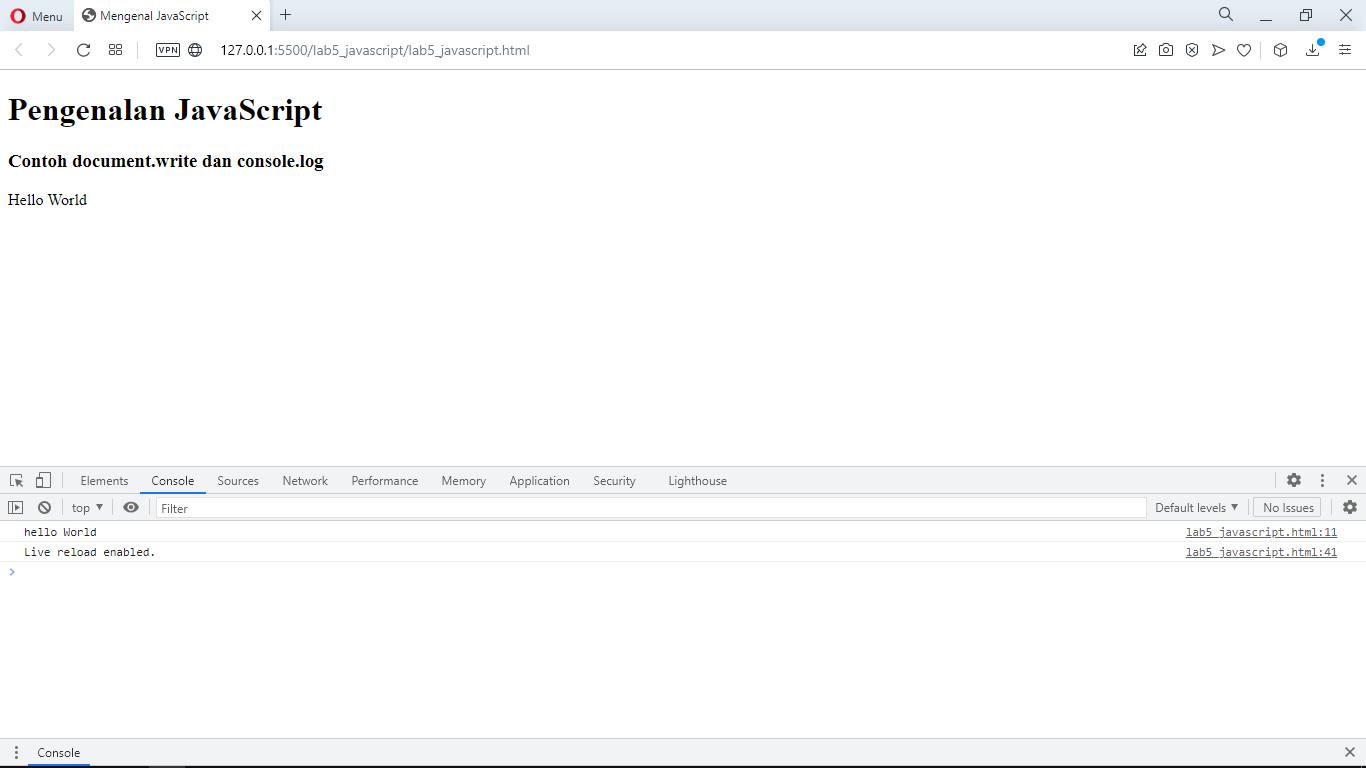 Menu
Mengenal JavaScript
VPN
127.0.0.1:5500/lab5_javascript/lab5_javascript.html
Pengenalan JavaScript
Contoh document.write dan console.log
Hello World
Elements Console Sources Network Performance Memory Application Security Lighthouse
top Filter Default levels No Issues
hello World lab5_javascript.html:11
Live reload enabled. lab5_javascript.html:41
Console